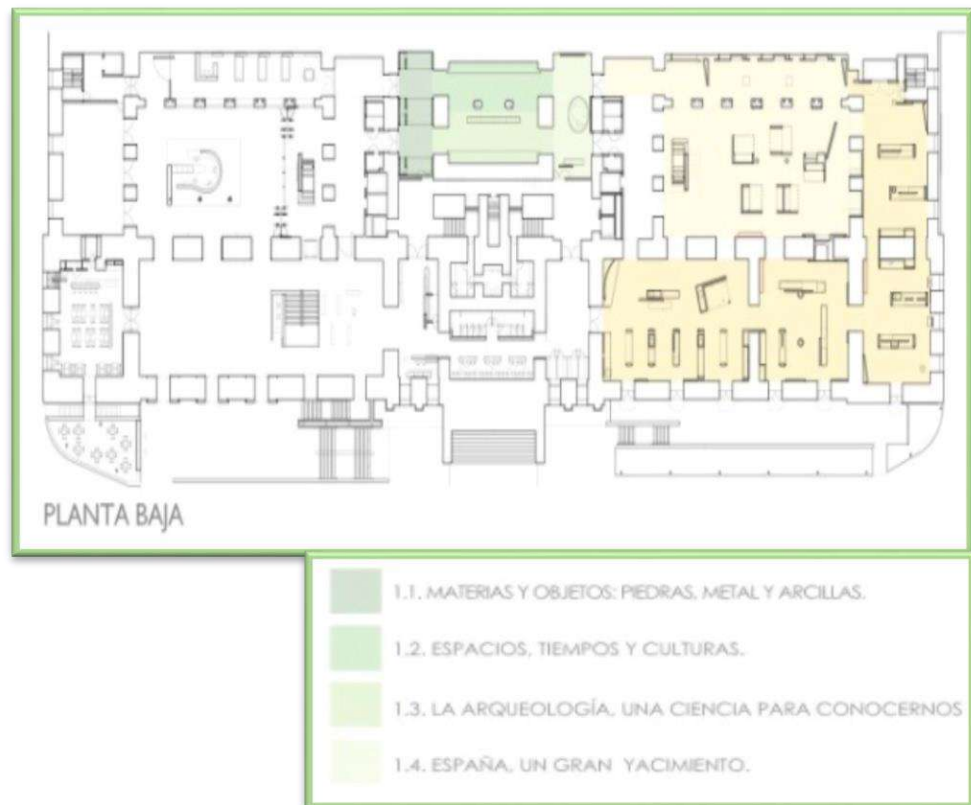 PLANTA BAJA
1.1. MATERIAS Y OBJETOS: PIEDRAS, METAL Y ARCILLAS.
1.2. ESPACIOS, TIEMPOS Y CULTURAS.
1.3. LA ARQUEOLOGÍA, UNA CIENCIA PARA CONOCERNOS
1.4. ESPAÑA, UN GRAN YACIMIENTO.